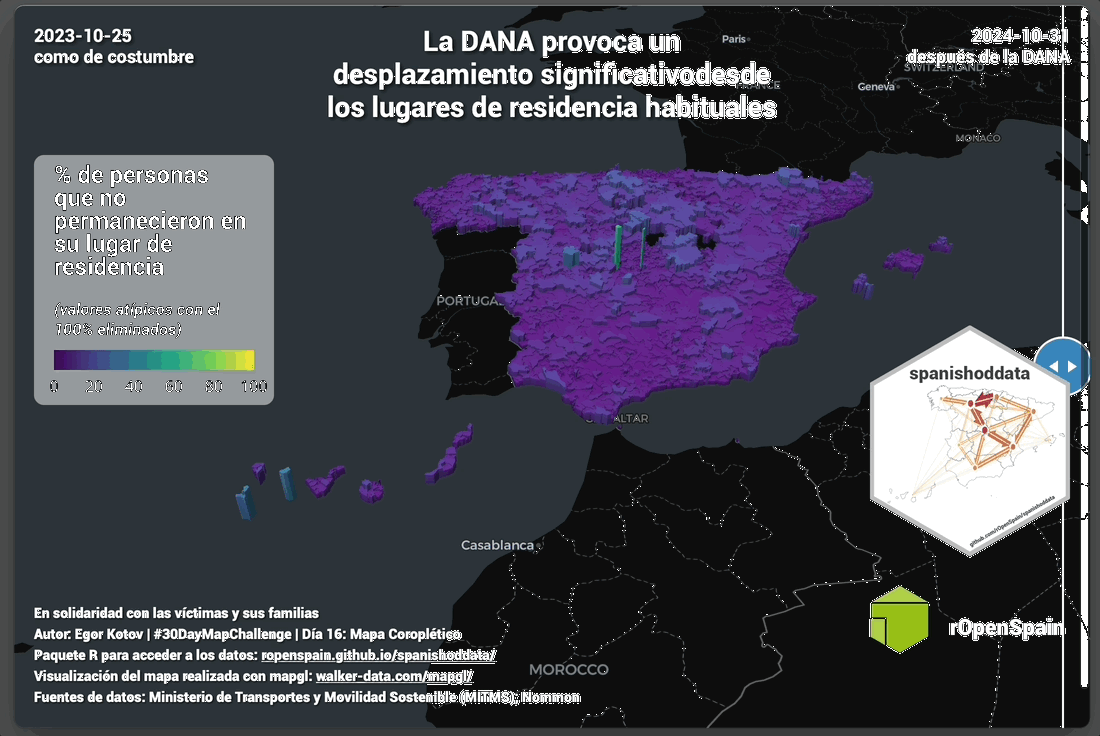 2023-10-25
como de costumbre
La DANA provoca un
desplazamiento significativodesde
los lugares de residencia habituales
2024-10-31
después de la DANA
Paris
SWITZERLAND
FRANCE
Geneva
MONACO
% de personas
que no
permanecieron en
su lugar de
residencia
(valores atípicos con el
100% eliminados)
0 20 40 60 80 100
PORTUGAL
ALTAR
spanishoddata
github.com/rOpenSpain/spanishoddata
Casablanca
MOROCCO
rOpenSpain
En solidaridad con las víctimas y sus familias
Autor: Egor Kotov | #30DayMapChallenge | Día 16: Mapa Coroplético
Paquete R para acceder a los datos: ropenspain.github.io/spanishoddata/
Visualización del mapa realizada con mapgl: walker-data.com/mapgl/
Fuentes de datos: Ministerio de Transportes y Movilidad Sostenible (MITMS); Nommon